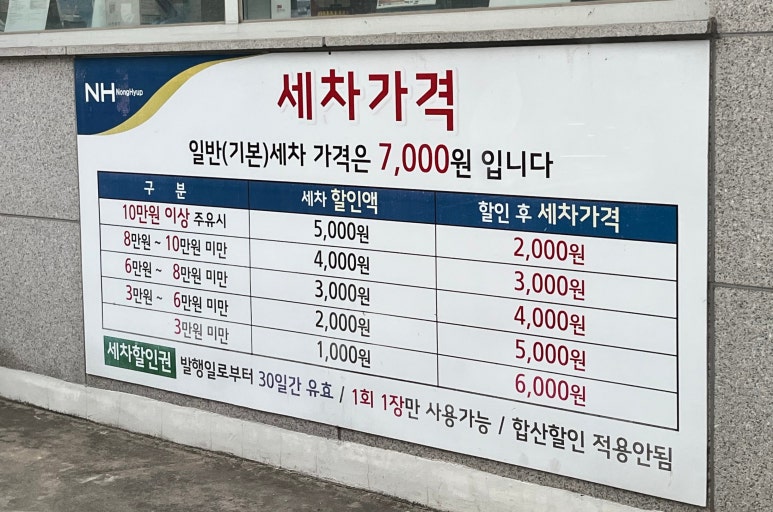 NH NongHyup
세차가격
일반(기본)세차 가격은 7,000원 입니다
구 분 세차 할인액 할인 후 세차가격
10만원 이상 주유시 5,000원 2,000원
8만원 ~ 10만원 미만 4,000원 3,000원
6만원 ~ 8만원 미만 3,000원 4,000원
3만원 ~ 6만원 미만 2,000원 5,000원
3만원 미만 1,000원 6,000원
세차할인권 발행일로부터 30일간 유효 / 1회 1장만 사용가능 / 합산할인 적용안됨